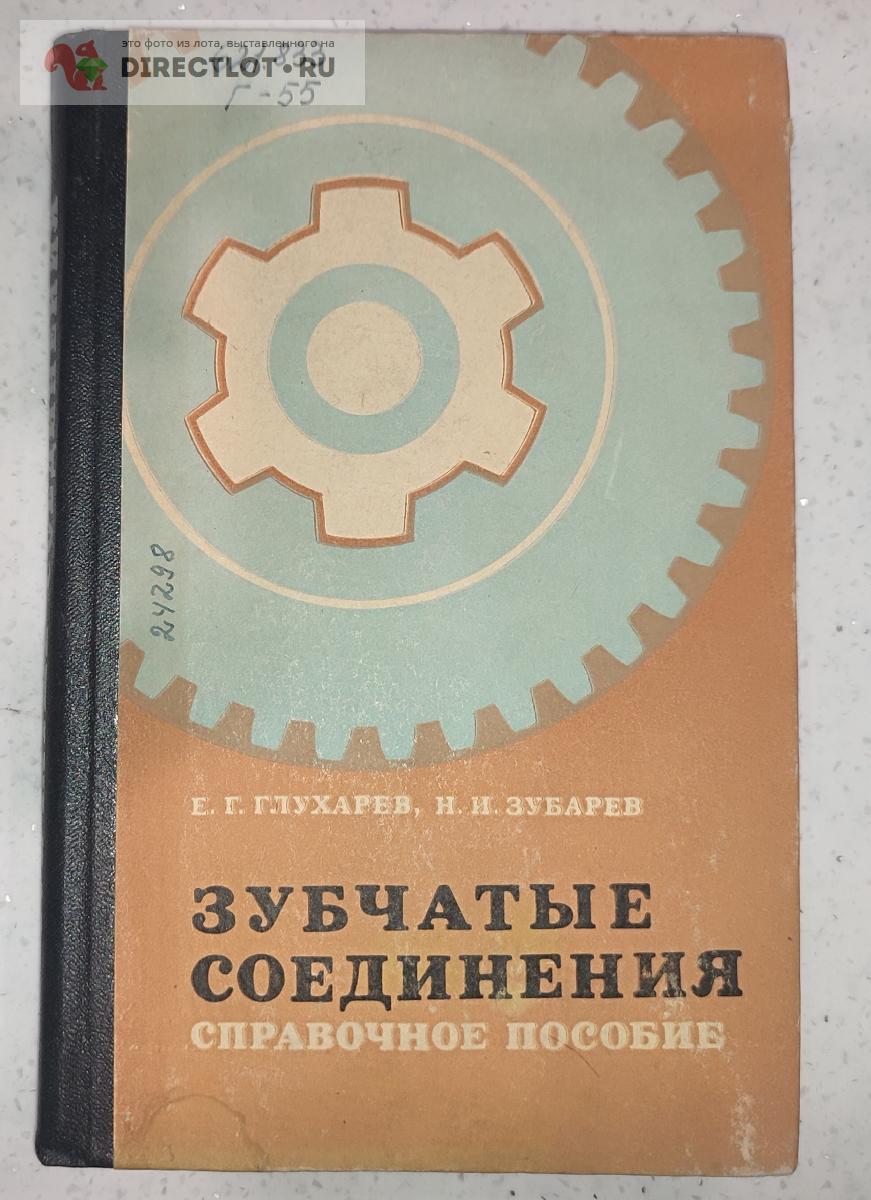 это фото из лота, выставленного на
DIRECTLOT.RU
Г-55
24298
Е. Г. ГЛУХАРЕВ, Н. И. ЗУБАРЕВ
ЗУБЧАТЫЕ
СОЕДИНЕНИЯ
СПРАВОЧНОЕ ПОСОБИЕ